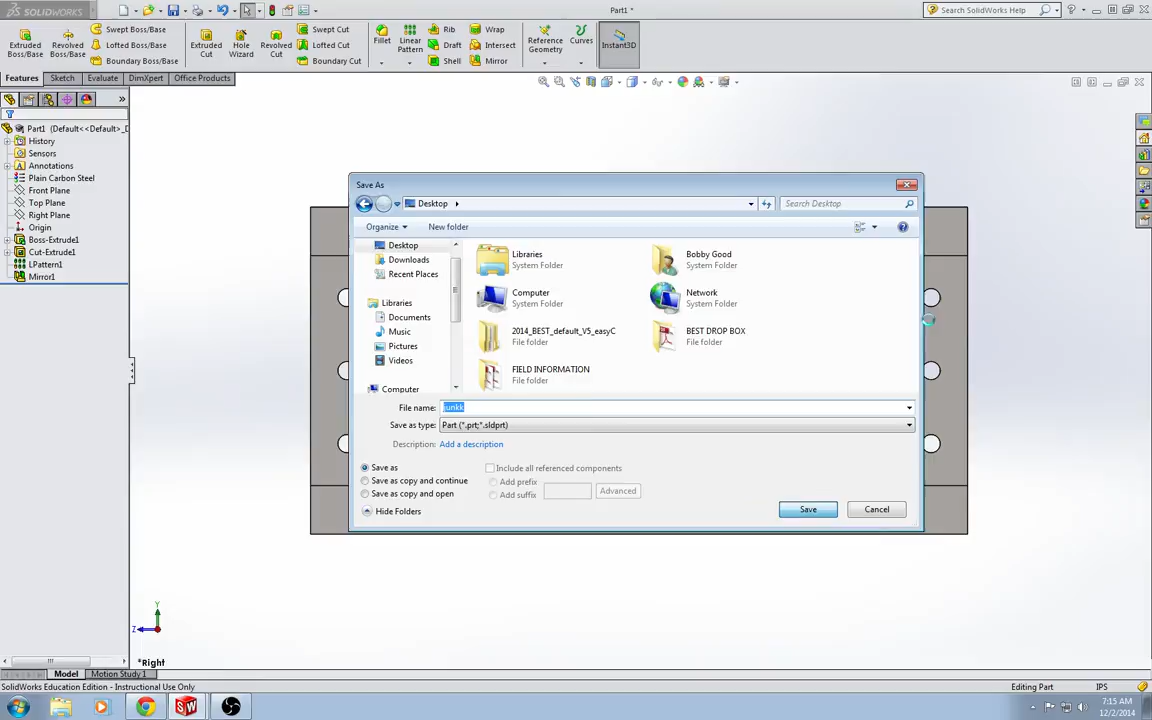 SOLIDWORKS
Part1 *
Search SolidWorks Help
Extruded Boss/Base
Revolved Boss/Base
Swept Boss/Base
Lofted Boss/Base
Boundary Boss/Base
Extruded Cut
Hole Wizard
Revolved Cut
Swept Cut
Lofted Cut
Boundary Cut
Fillet
Linear Pattern
Rib
Draft
Shell
Wrap
Intersect
Mirror
Reference Geometry
Curves
Instant3D
Features
Sketch
Evaluate
DimXpert
Office Products
Part1 (Default<<Default>_D
History
Sensors
Annotations
Plain Carbon Steel
Front Plane
Top Plane
Right Plane
Origin
Boss-Extrude1
Cut-Extrude1
LPattern1
Mirror1
Save As
Desktop
Search Desktop
Organize
New folder
Desktop
Downloads
Recent Places
Libraries
Documents
Music
Pictures
Videos
Computer
Libraries
System Folder
Bobby Good
System Folder
Computer
System Folder
Network
System Folder
2014_BEST_default_V5_easyC
File folder
BEST DROP BOX
File folder
FIELD INFORMATION
File folder
File name: junkk
Save as type: Part (*.prt;*.sldprt)
Description: Add a description
Save as
Save as copy and continue
Save as copy and open
Include all referenced components
Add prefix
Add suffix
Advanced
Hide Folders
Save
Cancel
Y
Z
*Right
Model
Motion Study 1
SolidWorks Education Edition - Instructional Use Only
Editing Part
IPS
7:15 AM
12/2/2014